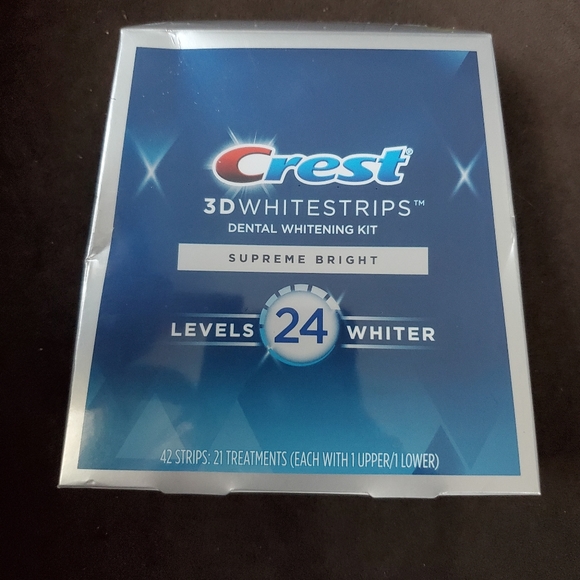 Crest®
3DWHITESTRIPS™
DENTAL WHITENING KIT
SUPREME BRIGHT
LEVELS 24 WHITER
42 STRIPS: 21 TREATMENTS (EACH WITH 1 UPPER/1 LOWER)